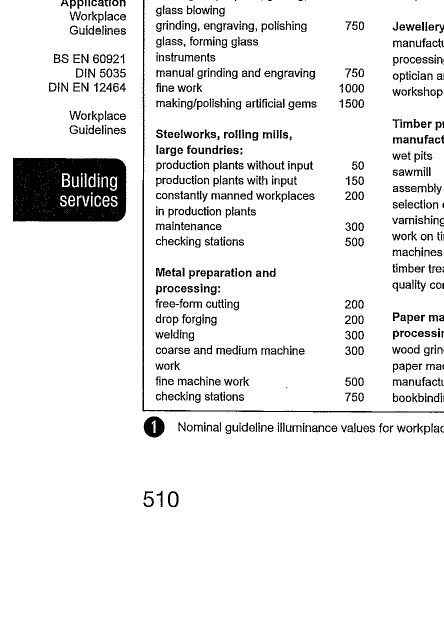 Application
Workplace
Guidelines
BS EN 60921
DIN 5035
DIN EN 12464
Workplace
Guidelines
Building
services
glass blowing
grinding, engraving, polishing 750
glass, forming glass
instruments
manual grinding and engraving 750
fine work 1000
making/polishing artificial gems 1500
Steelworks, rolling mills,
large foundries:
production plants without input 50
production plants with input 150
constantly manned workplaces 200
in production plants
maintenance 300
checking stations 500
Metal preparation and
processing:
free-form cutting 200
drop forging 200
welding 300
coarse and medium machine 300
work
fine machine work 500
checking stations 750
Jewellery
manufactu
processing
optician a
workshop
Timber p
manufact
wet pits
sawmill
assembly
selection
varnishing
work on ti
machines
timber trea
quality con
Paper ma
processin
wood grin
paper mac
manufactu
bookbindi
1 Nominal guideline illuminance values for workplac
510